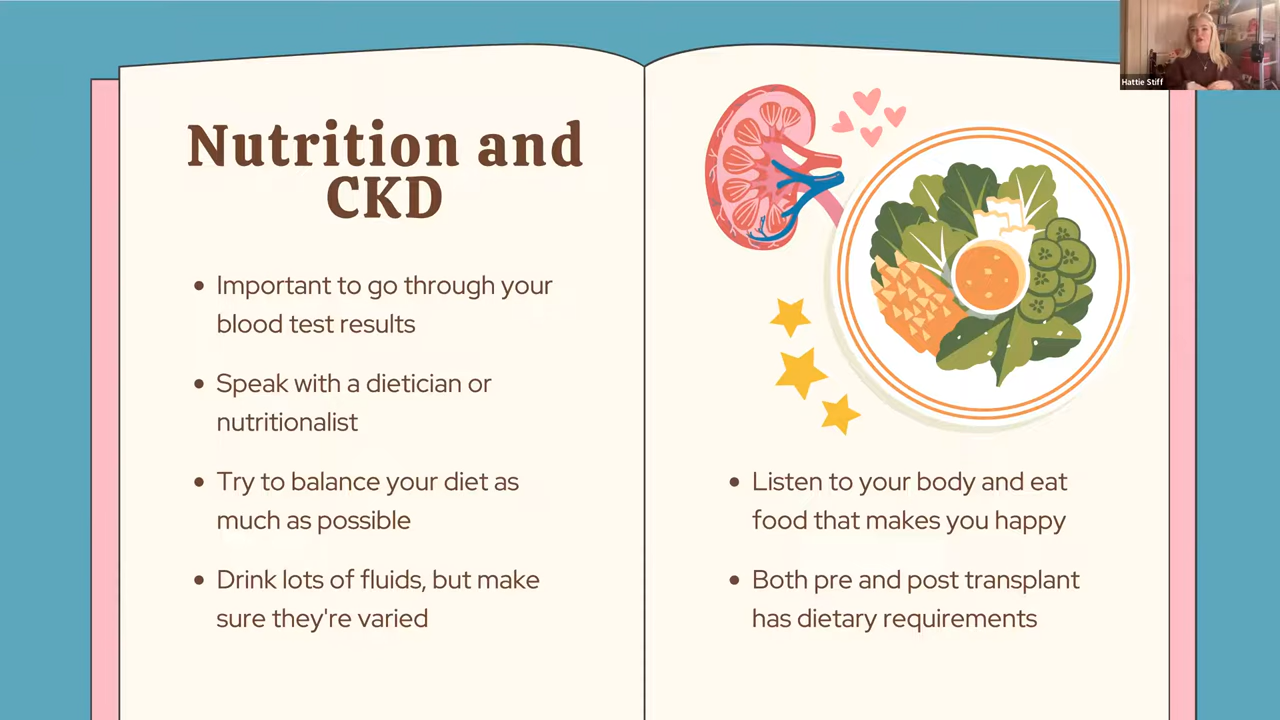 Nutrition and
CKD
Important to go through your
blood test results
Speak with a dietician or
nutritionalist
Try to balance your diet as
much as possible
Drink lots of fluids, but make
sure they're varied
Listen to your body and eat
food that makes you happy
Both pre and post transplant
has dietary requirements
Hattie Stiff